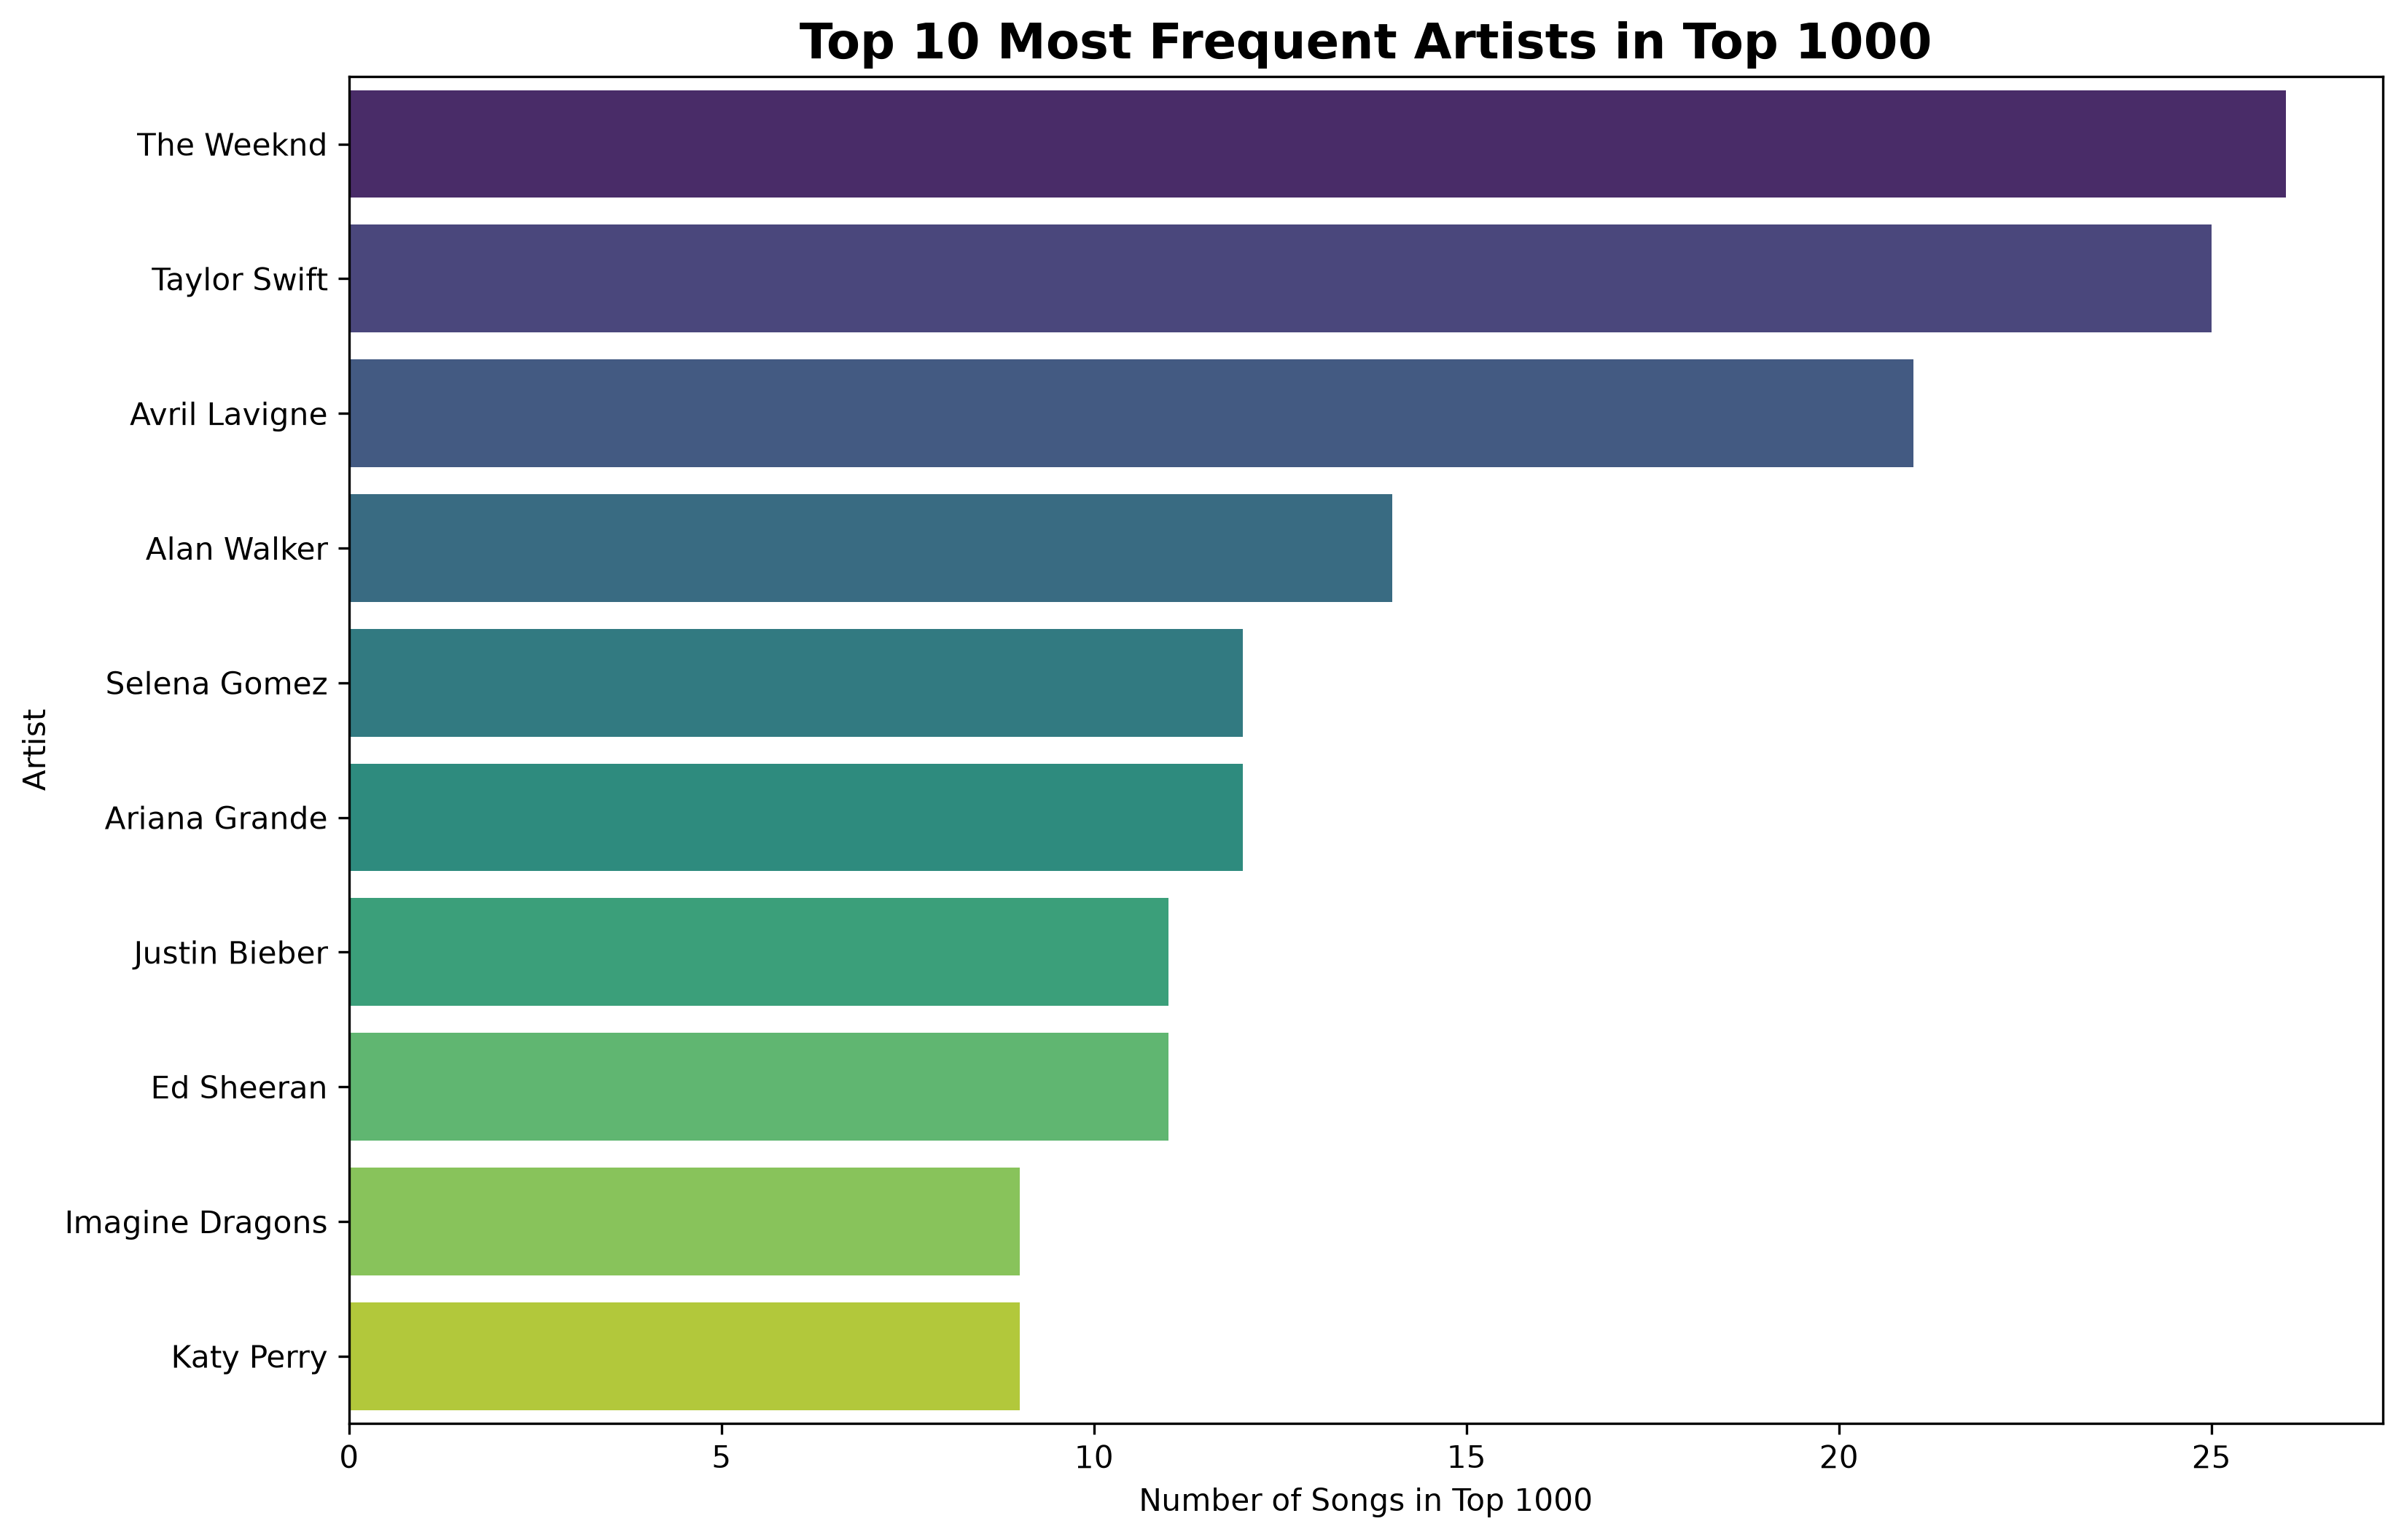 Top 10 Most Frequent Artists in Top 1000
The Weeknd
Taylor Swift
Avril Lavigne
Alan Walker
Selena Gomez
Ariana Grande
Justin Bieber
Ed Sheeran
Imagine Dragons
Katy Perry
Artist
0 5 10 15 20 25
Number of Songs in Top 1000